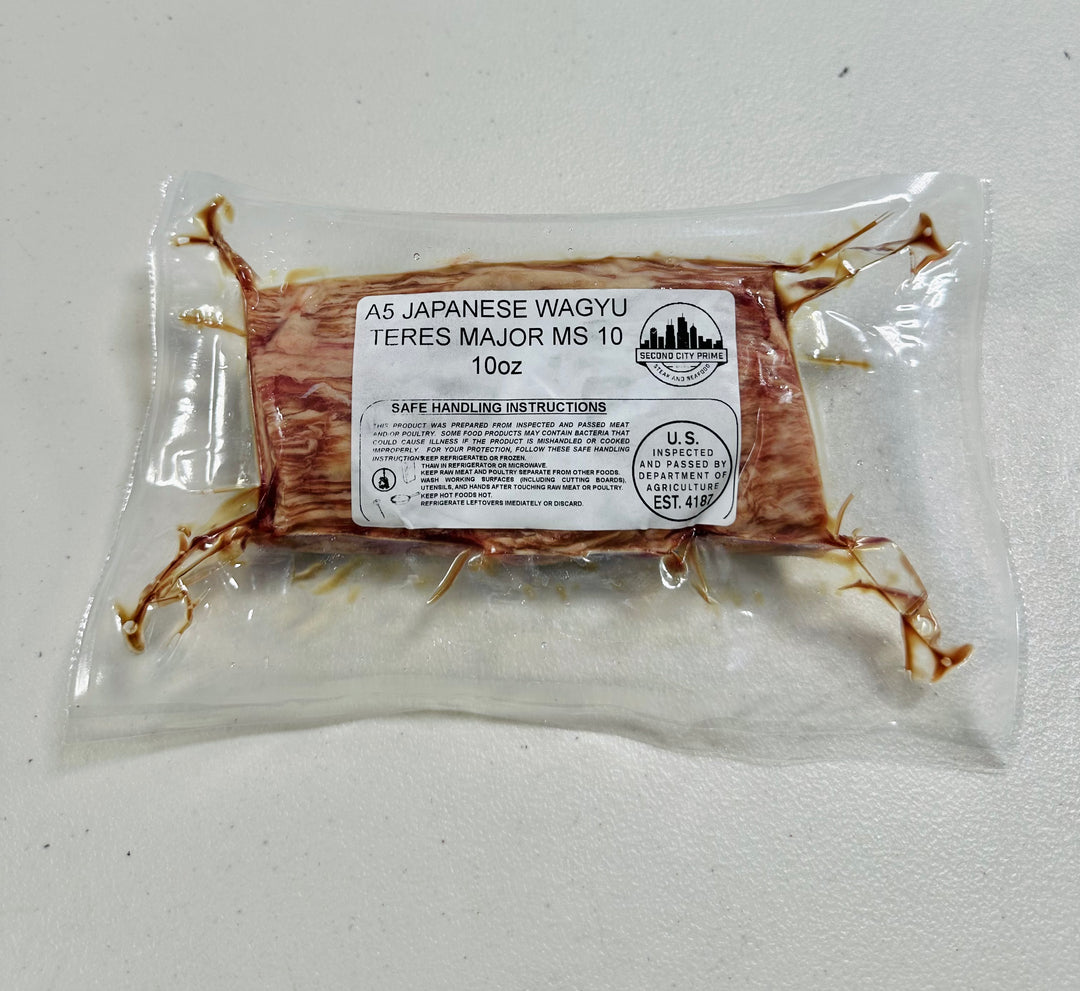 A5 JAPANESE WAGYU
TERES MAJOR MS 10
10oz
SECOND CITY PRIME
STEAK AND SEAFOOD
SAFE HANDLING INSTRUCTIONS
THIS PRODUCT WAS PREPARED FROM INSPECTED AND PASSED MEAT
AND/OR POULTRY. SOME FOOD PRODUCTS MAY CONTAIN BACTERIA THAT
COULD CAUSE ILLNESS IF THE PRODUCT IS MISHANDLED OR COOKED
IMPROPERLY. FOR YOUR PROTECTION, FOLLOW THESE SAFE HANDLING
INSTRUCTIONS
KEEP REFRIGERATED OR FROZEN.
THAW IN REFRIGERATOR OR MICROWAVE.
KEEP RAW MEAT AND POULTRY SEPARATE FROM OTHER FOODS.
WASH WORKING SURFACES (INCLUDING CUTTING BOARDS),
UTENSILS, AND HANDS AFTER TOUCHING RAW MEAT OR POULTRY.
KEEP HOT FOODS HOT.
REFRIGERATE LEFTOVERS IMEDIATELY OR DISCARD.
U.S.
INSPECTED
AND PASSED BY
DEPARTMENT OF
AGRICULTURE
EST. 4187